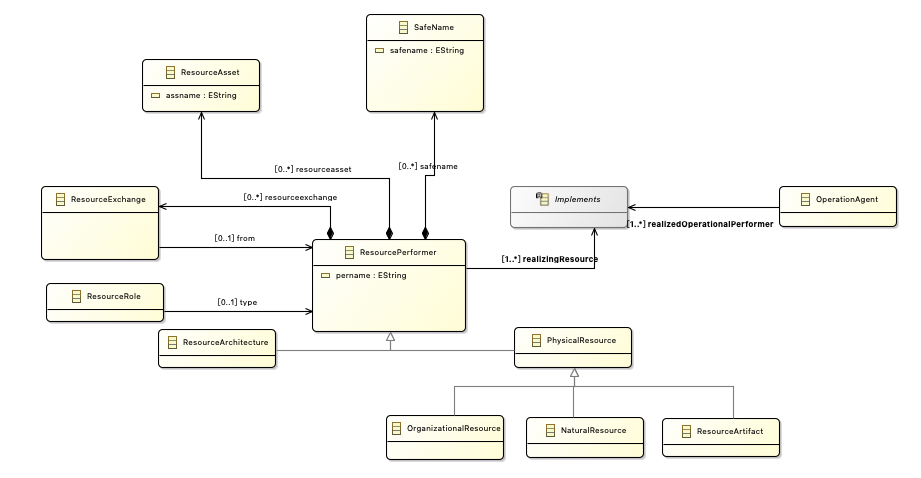 SafeName
safename : EString
ResourceAsset
assname : EString
[0..*] resourceasset
[0..*] safename
[0..*] resourceexchange
ResourceExchange
Implements
OperationAgent
[1..*] realizedOperationalPerformer
[0..1] from
ResourcePerformer
pername : EString
[1..*] realizingResource
ResourceRole
[0..1] type
ResourceArchitecture
PhysicalResource
OrganizationalResource
NaturalResource
ResourceArtifact